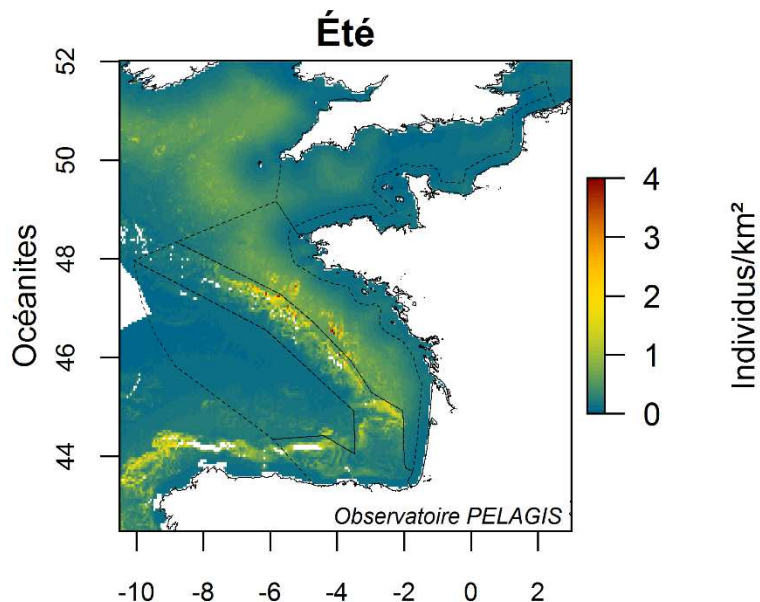 Été
52
50
48
46
44
Océanites
-10 -8 -6 -4 -2 0 2
Observatoire PELAGIS
4
3
2
1
0
Individus/km²